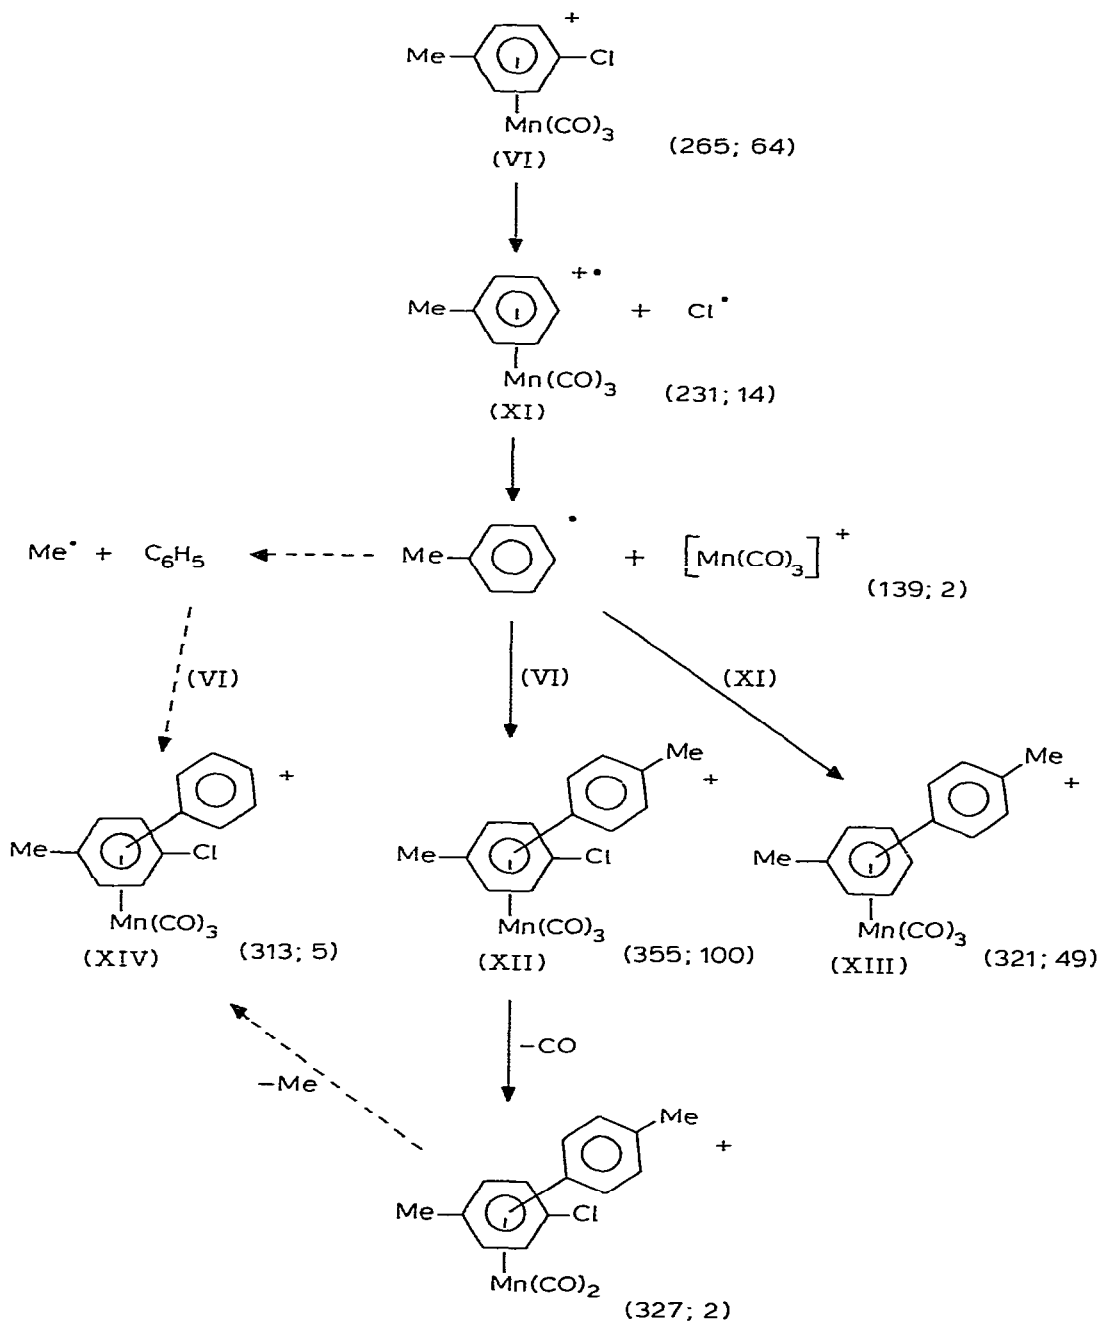 +
Me Cl
Mn(CO)3
(VI) (265; 64)
+•
Me + Cl•
Mn(CO)3
(XI) (231; 14)
Me• + C6H5 Me • + [Mn(CO)3]+
(139; 2)
(VI) (VI) (XI)
Me Me
+ + +
Me Cl Me Cl Me
Mn(CO)3 Mn(CO)3 Mn(CO)3
(XIV) (313; 5) (XII) (355; 100) (XIII) (321; 49)
-CO
-Me
Me
+
Me Cl
Mn(CO)2
(327; 2)